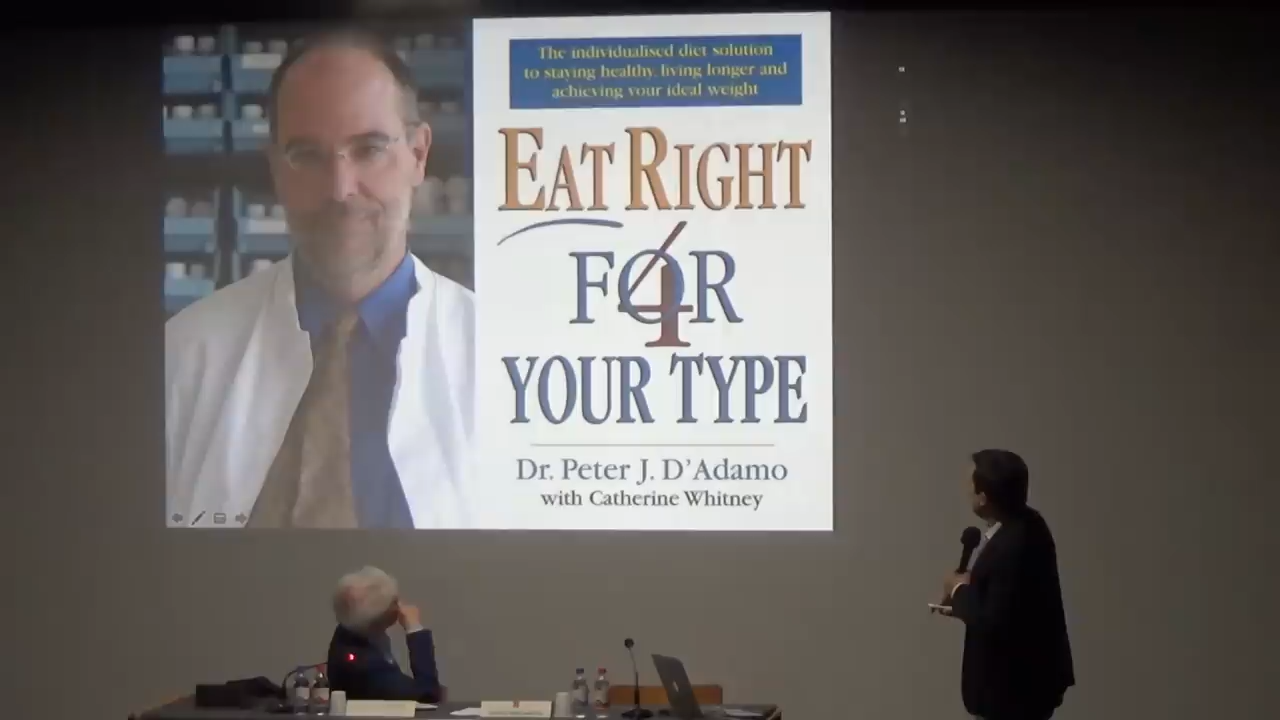 The individualised diet solution
to staying healthy, living longer and
achieving your ideal weight
EAT RIGHT
FOR
4
YOUR TYPE
Dr. Peter J. D'Adamo
with Catherine Whitney